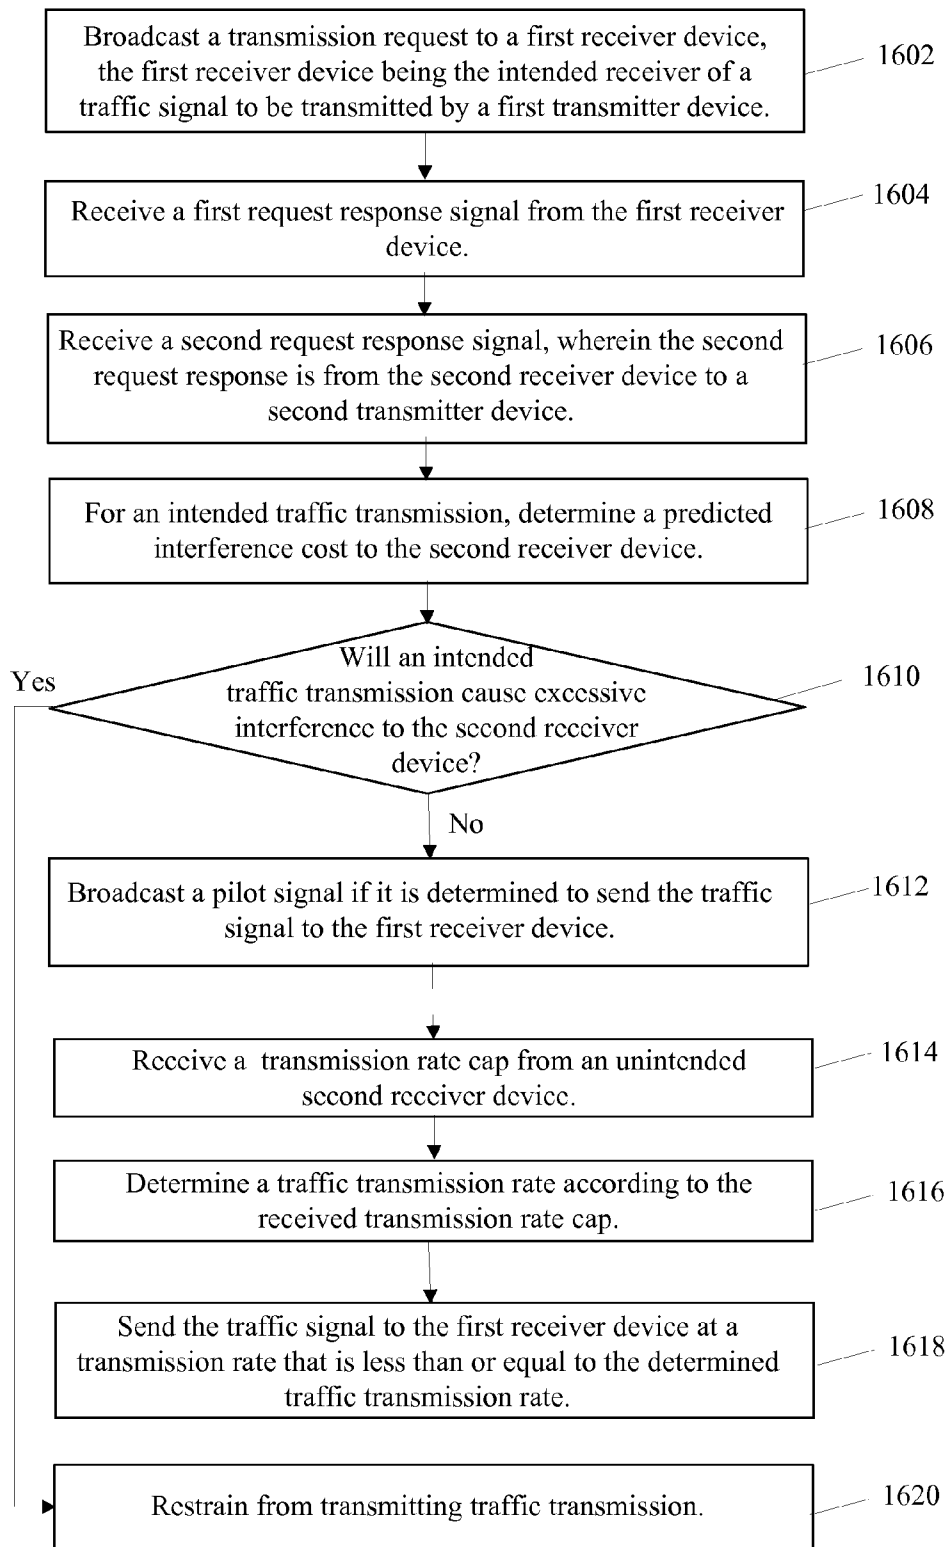 Broadcast a transmission request to a first receiver device,
the first receiver device being the intended receiver of a
traffic signal to be transmitted by a first transmitter device.
1602
Receive a first request response signal from the first receiver
device.
1604
Receive a second request response signal, wherein the second
request response is from the second receiver device to a
second transmitter device.
1606
For an intended traffic transmission, determine a predicted
interference cost to the second receiver device.
1608
Will an intended
traffic transmission cause excessive
interference to the second receiver
device?
1610
Yes
No
Broadcast a pilot signal if it is determined to send the traffic
signal to the first receiver device.
1612
Receive a transmission rate cap from an unintended
second receiver device.
1614
Determine a traffic transmission rate according to the
received transmission rate cap.
1616
Send the traffic signal to the first receiver device at a
transmission rate that is less than or equal to the determined
traffic transmission rate.
1618
Restrain from transmitting traffic transmission.
1620